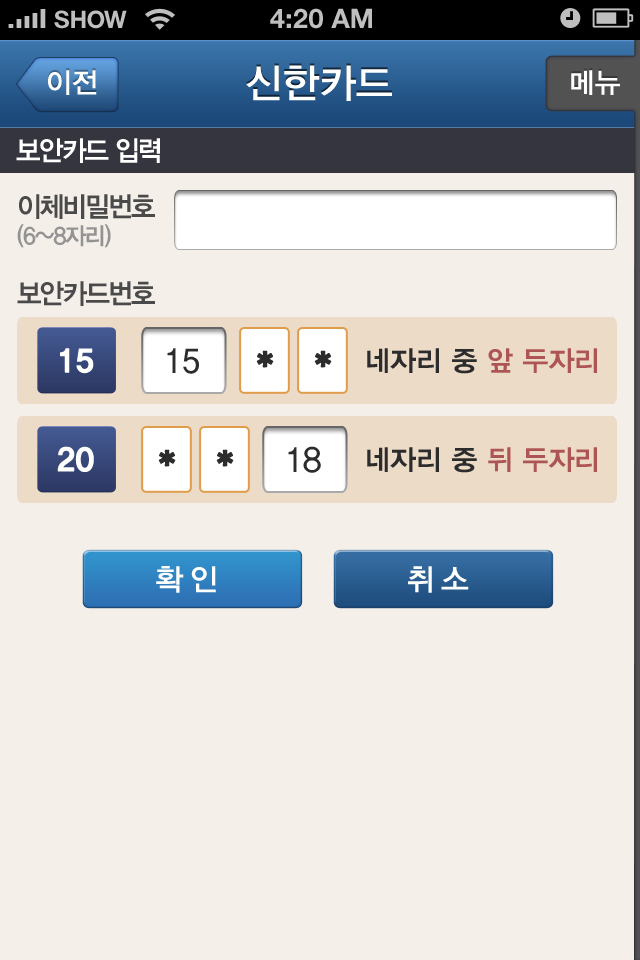 SHOW 4:20 AM
이전 신한카드 메뉴
보안카드 입력
이체비밀번호
(6~8자리)
보안카드번호
15 15 * * 네자리 중 앞 두자리
20 * * 18 네자리 중 뒤 두자리
확인 취소